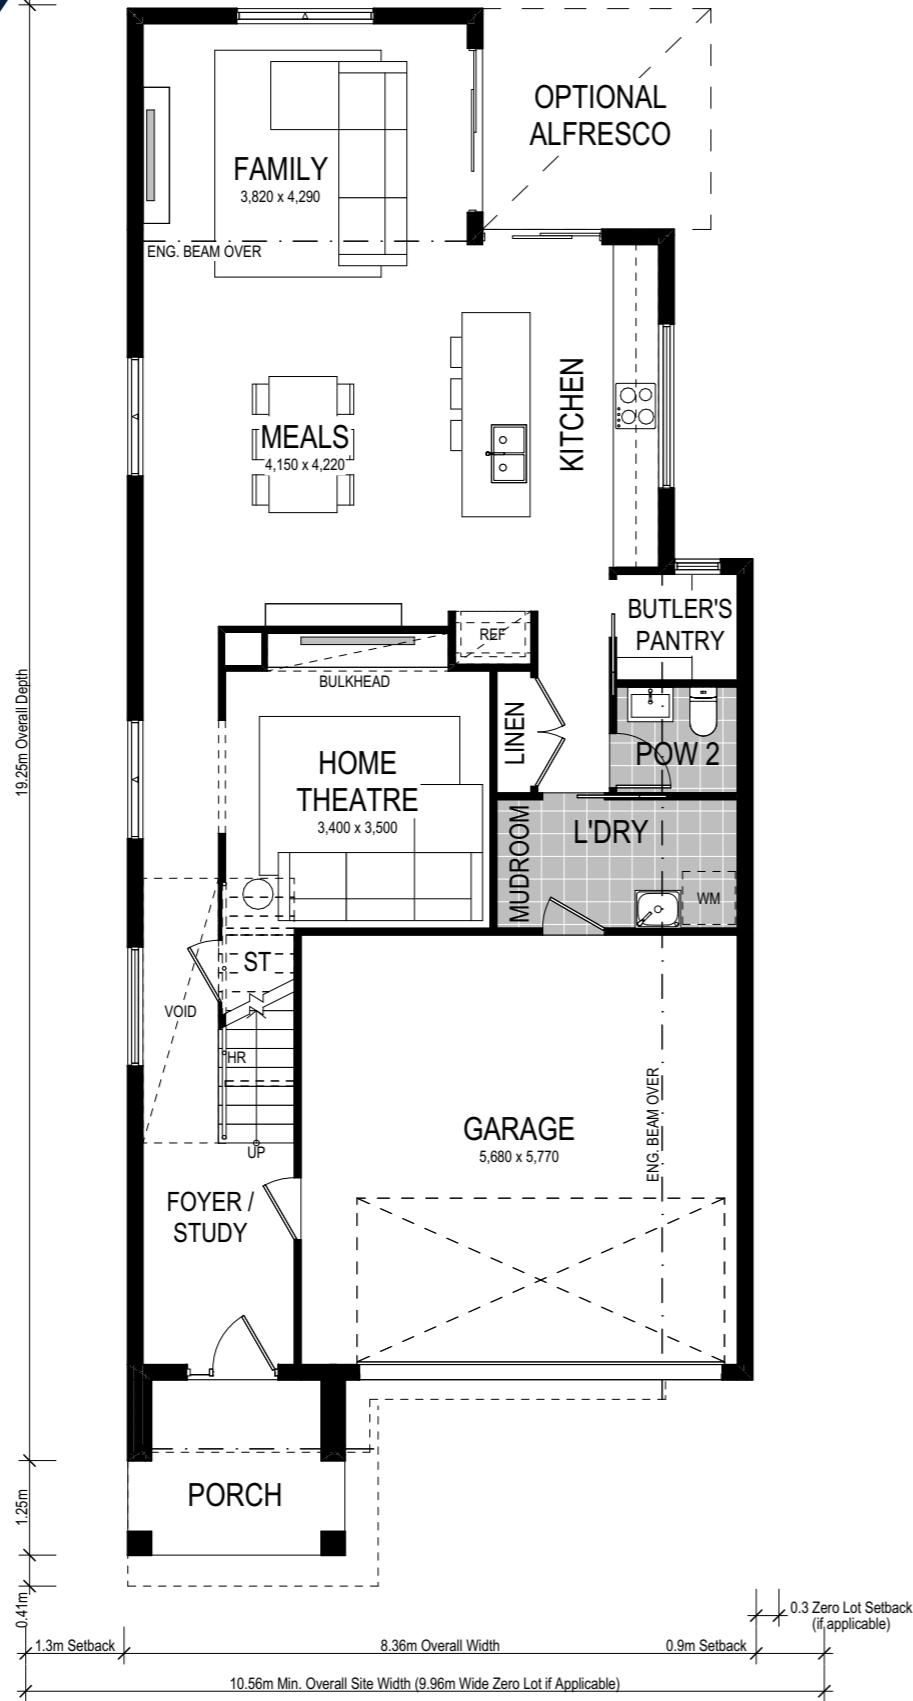 OPTIONAL
ALFRESCO
FAMILY
3,820 x 4,290
ENG. BEAM OVER
KITCHEN
MEALS
4,150 x 4,220
BUTLER'S
PANTRY
REF
BULKHEAD
LINEN
POW 2
HOME
THEATRE
3,400 x 3,500
19.25m Overall Depth
MUDROOM
L'DRY
WM
ST
VOID
HR
UP
ENG. BEAM OVER
GARAGE
5,680 x 5,770
FOYER /
STUDY
PORCH
1.25m
0.41m
0.3 Zero Lot Setback
(if applicable)
1.3m Setback
8.36m Overall Width
0.9m Setback
10.56m Min. Overall Site Width (9.96m Wide Zero Lot if Applicable)